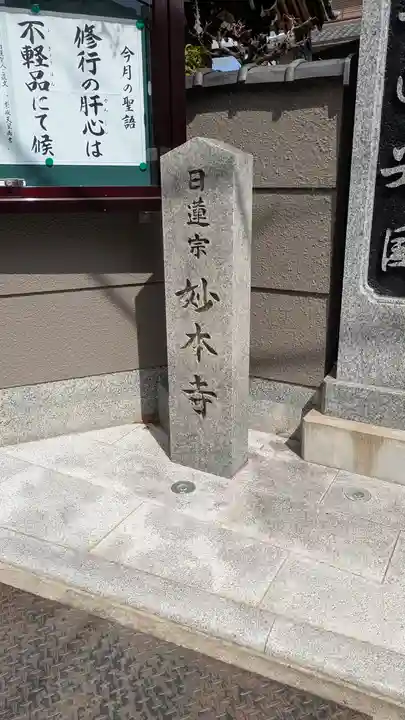 今月の聖語
修行の肝心は
不軽品にて候
日蓮宗 妙本寺